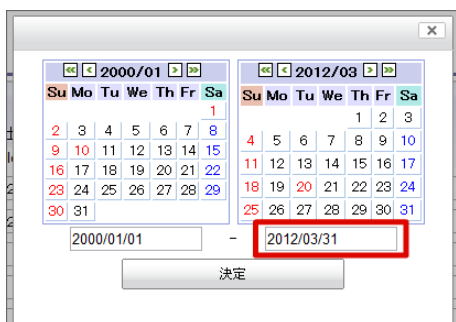 ×
« < 2000/01 > »
Su Mo Tu We Th Fr Sa
1
2 3 4 5 6 7 8
9 10 11 12 13 14 15
16 17 18 19 20 21 22
23 24 25 26 27 28 29
30 31
« < 2012/03 > »
Su Mo Tu We Th Fr Sa
1 2 3
4 5 6 7 8 9 10
11 12 13 14 15 16 17
18 19 20 21 22 23 24
25 26 27 28 29 30 31
2000/01/01 - 2012/03/31
決定